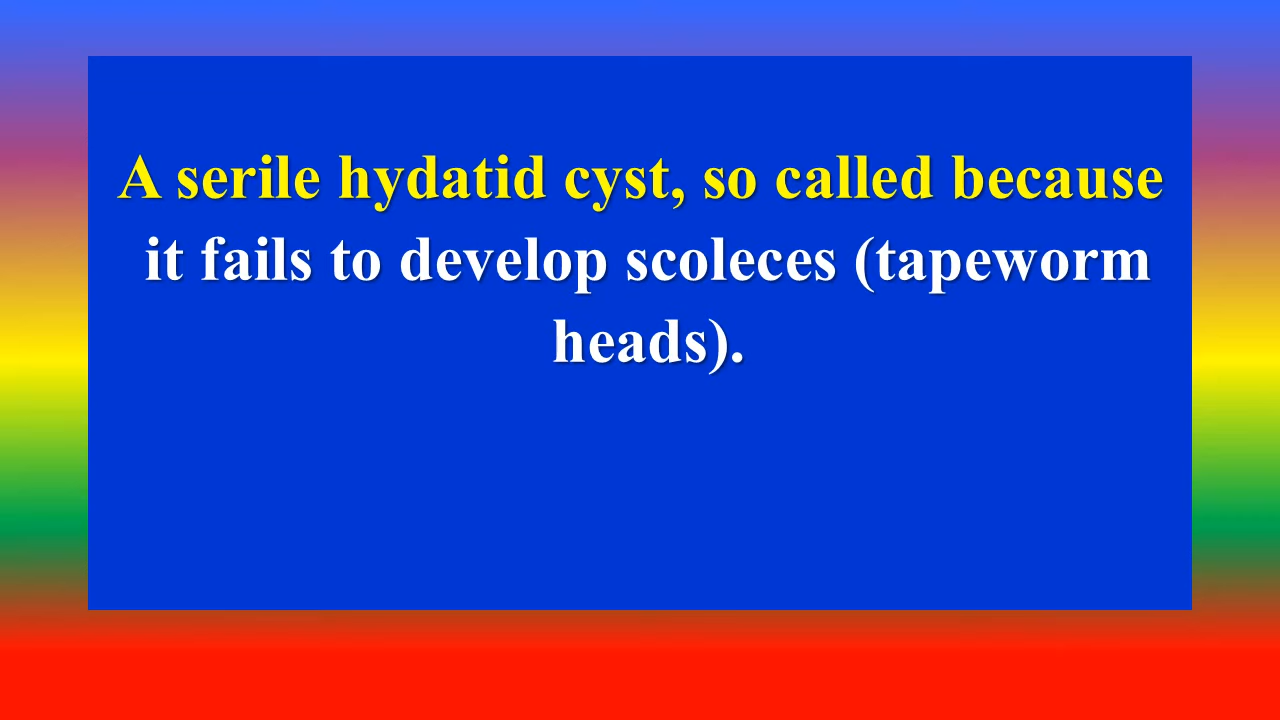 A serile hydatid cyst, so called because
it fails to develop scoleces (tapeworm
heads).